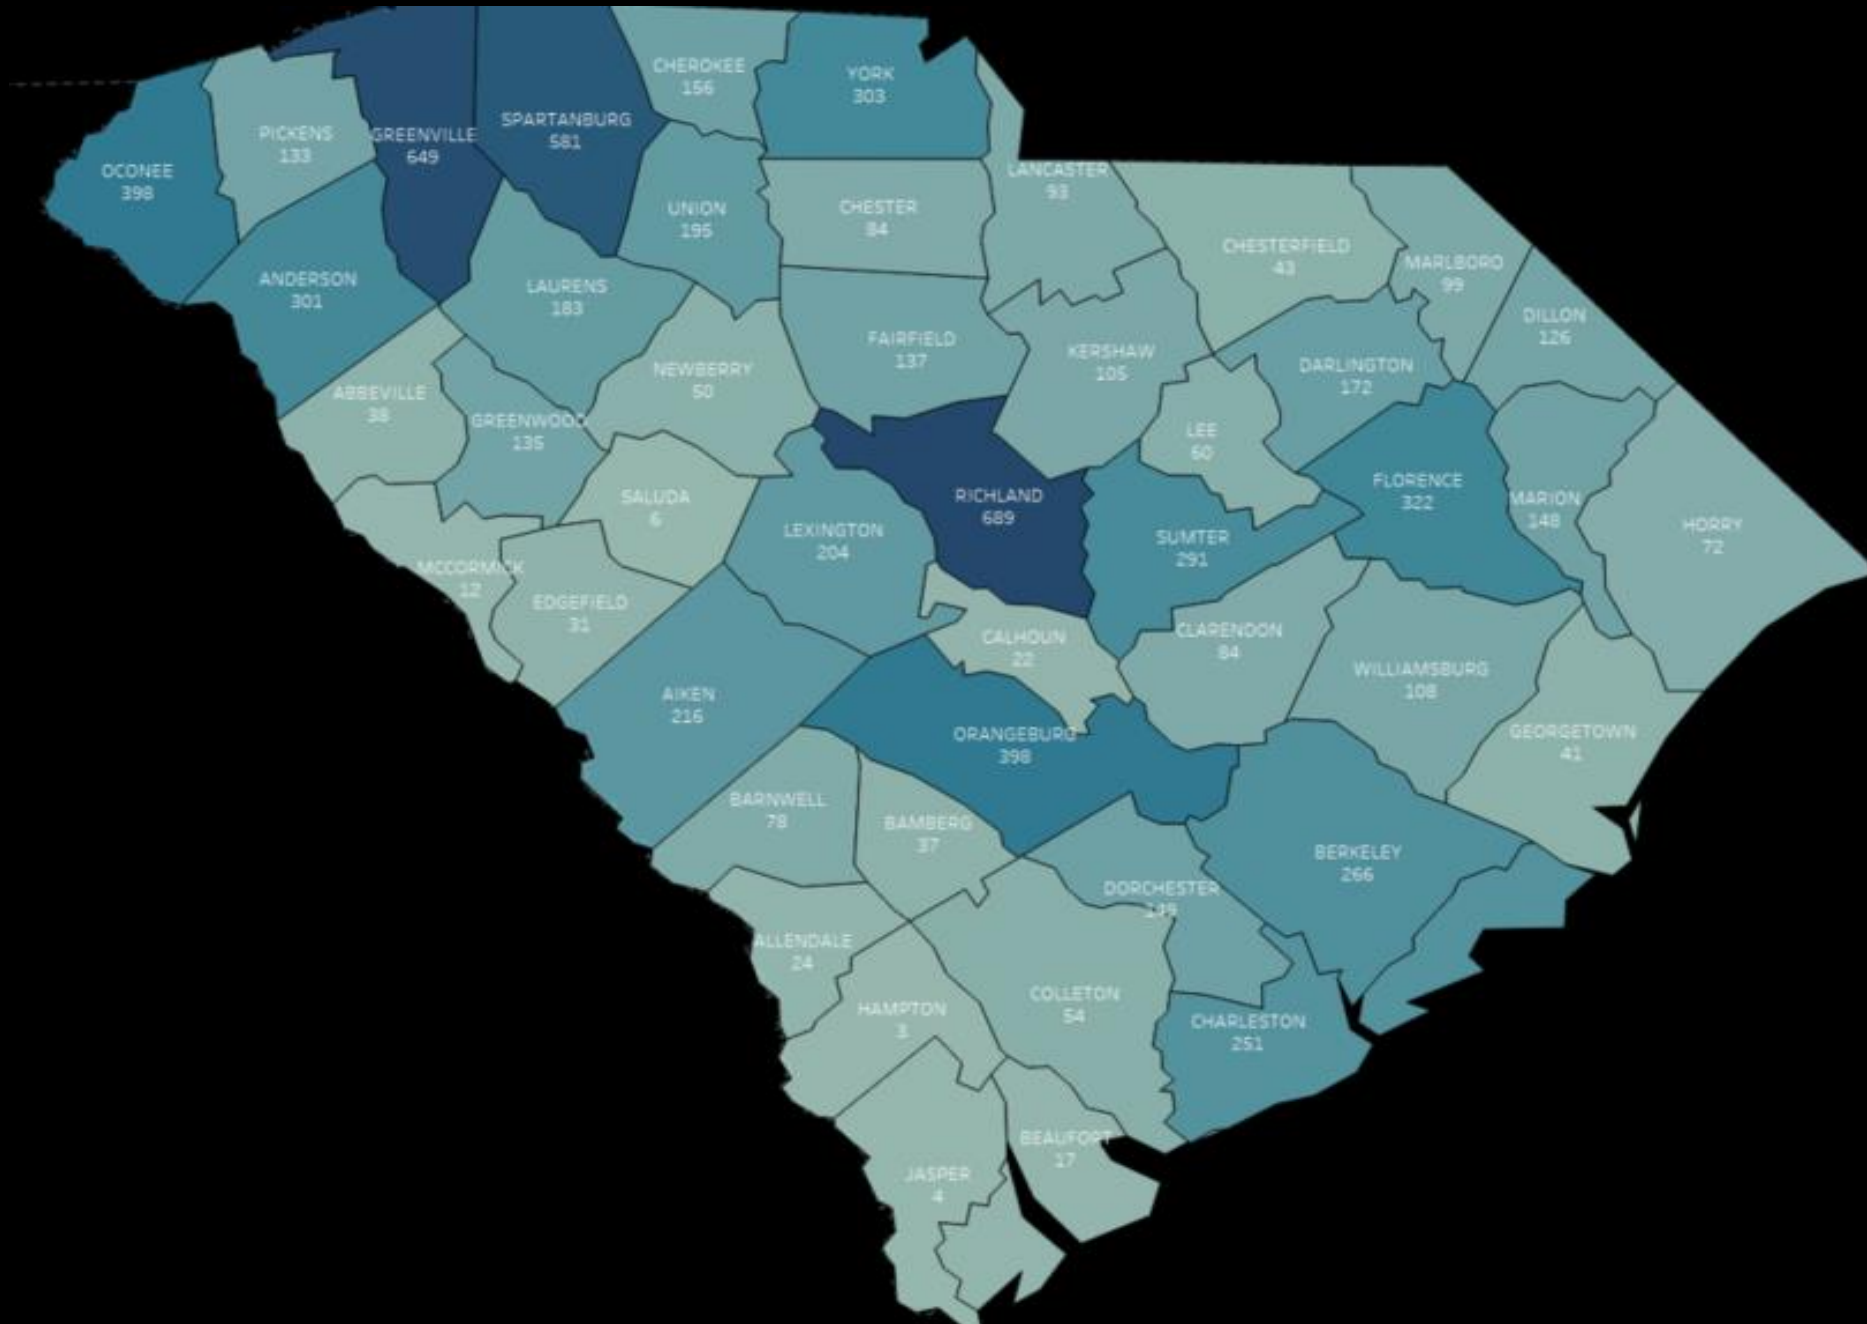 CHEROKEE
156
YORK
303
SPARTANBURG
581
GREENVILLE
649
PICKENS
133
OCONEE
398
LANCASTER
93
UNION
195
CHESTER
84
CHESTERFIELD
43
MARLBORO
99
ANDERSON
301
LAURENS
183
DILLON
126
FAIRFIELD
137
KERSHAW
105
DARLINGTON
172
NEWBERRY
50
ABBEVILLE
38
GREENWOOD
135
LEE
60
FLORENCE
322
SALUDA
6
RICHLAND
689
MARION
148
HORRY
72
LEXINGTON
204
SUMTER
291
MCCORMICK
12
EDGEFIELD
31
CALHOUN
22
CLARENDON
84
WILLIAMSBURG
108
AIKEN
216
ORANGEBURG
398
GEORGETOWN
41
BARNWELL
78
BAMBERG
37
BERKELEY
266
DORCHESTER
149
ALLENDALE
24
COLLETON
54
HAMPTON
3
CHARLESTON
251
BEAUFORT
17
JASPER
4